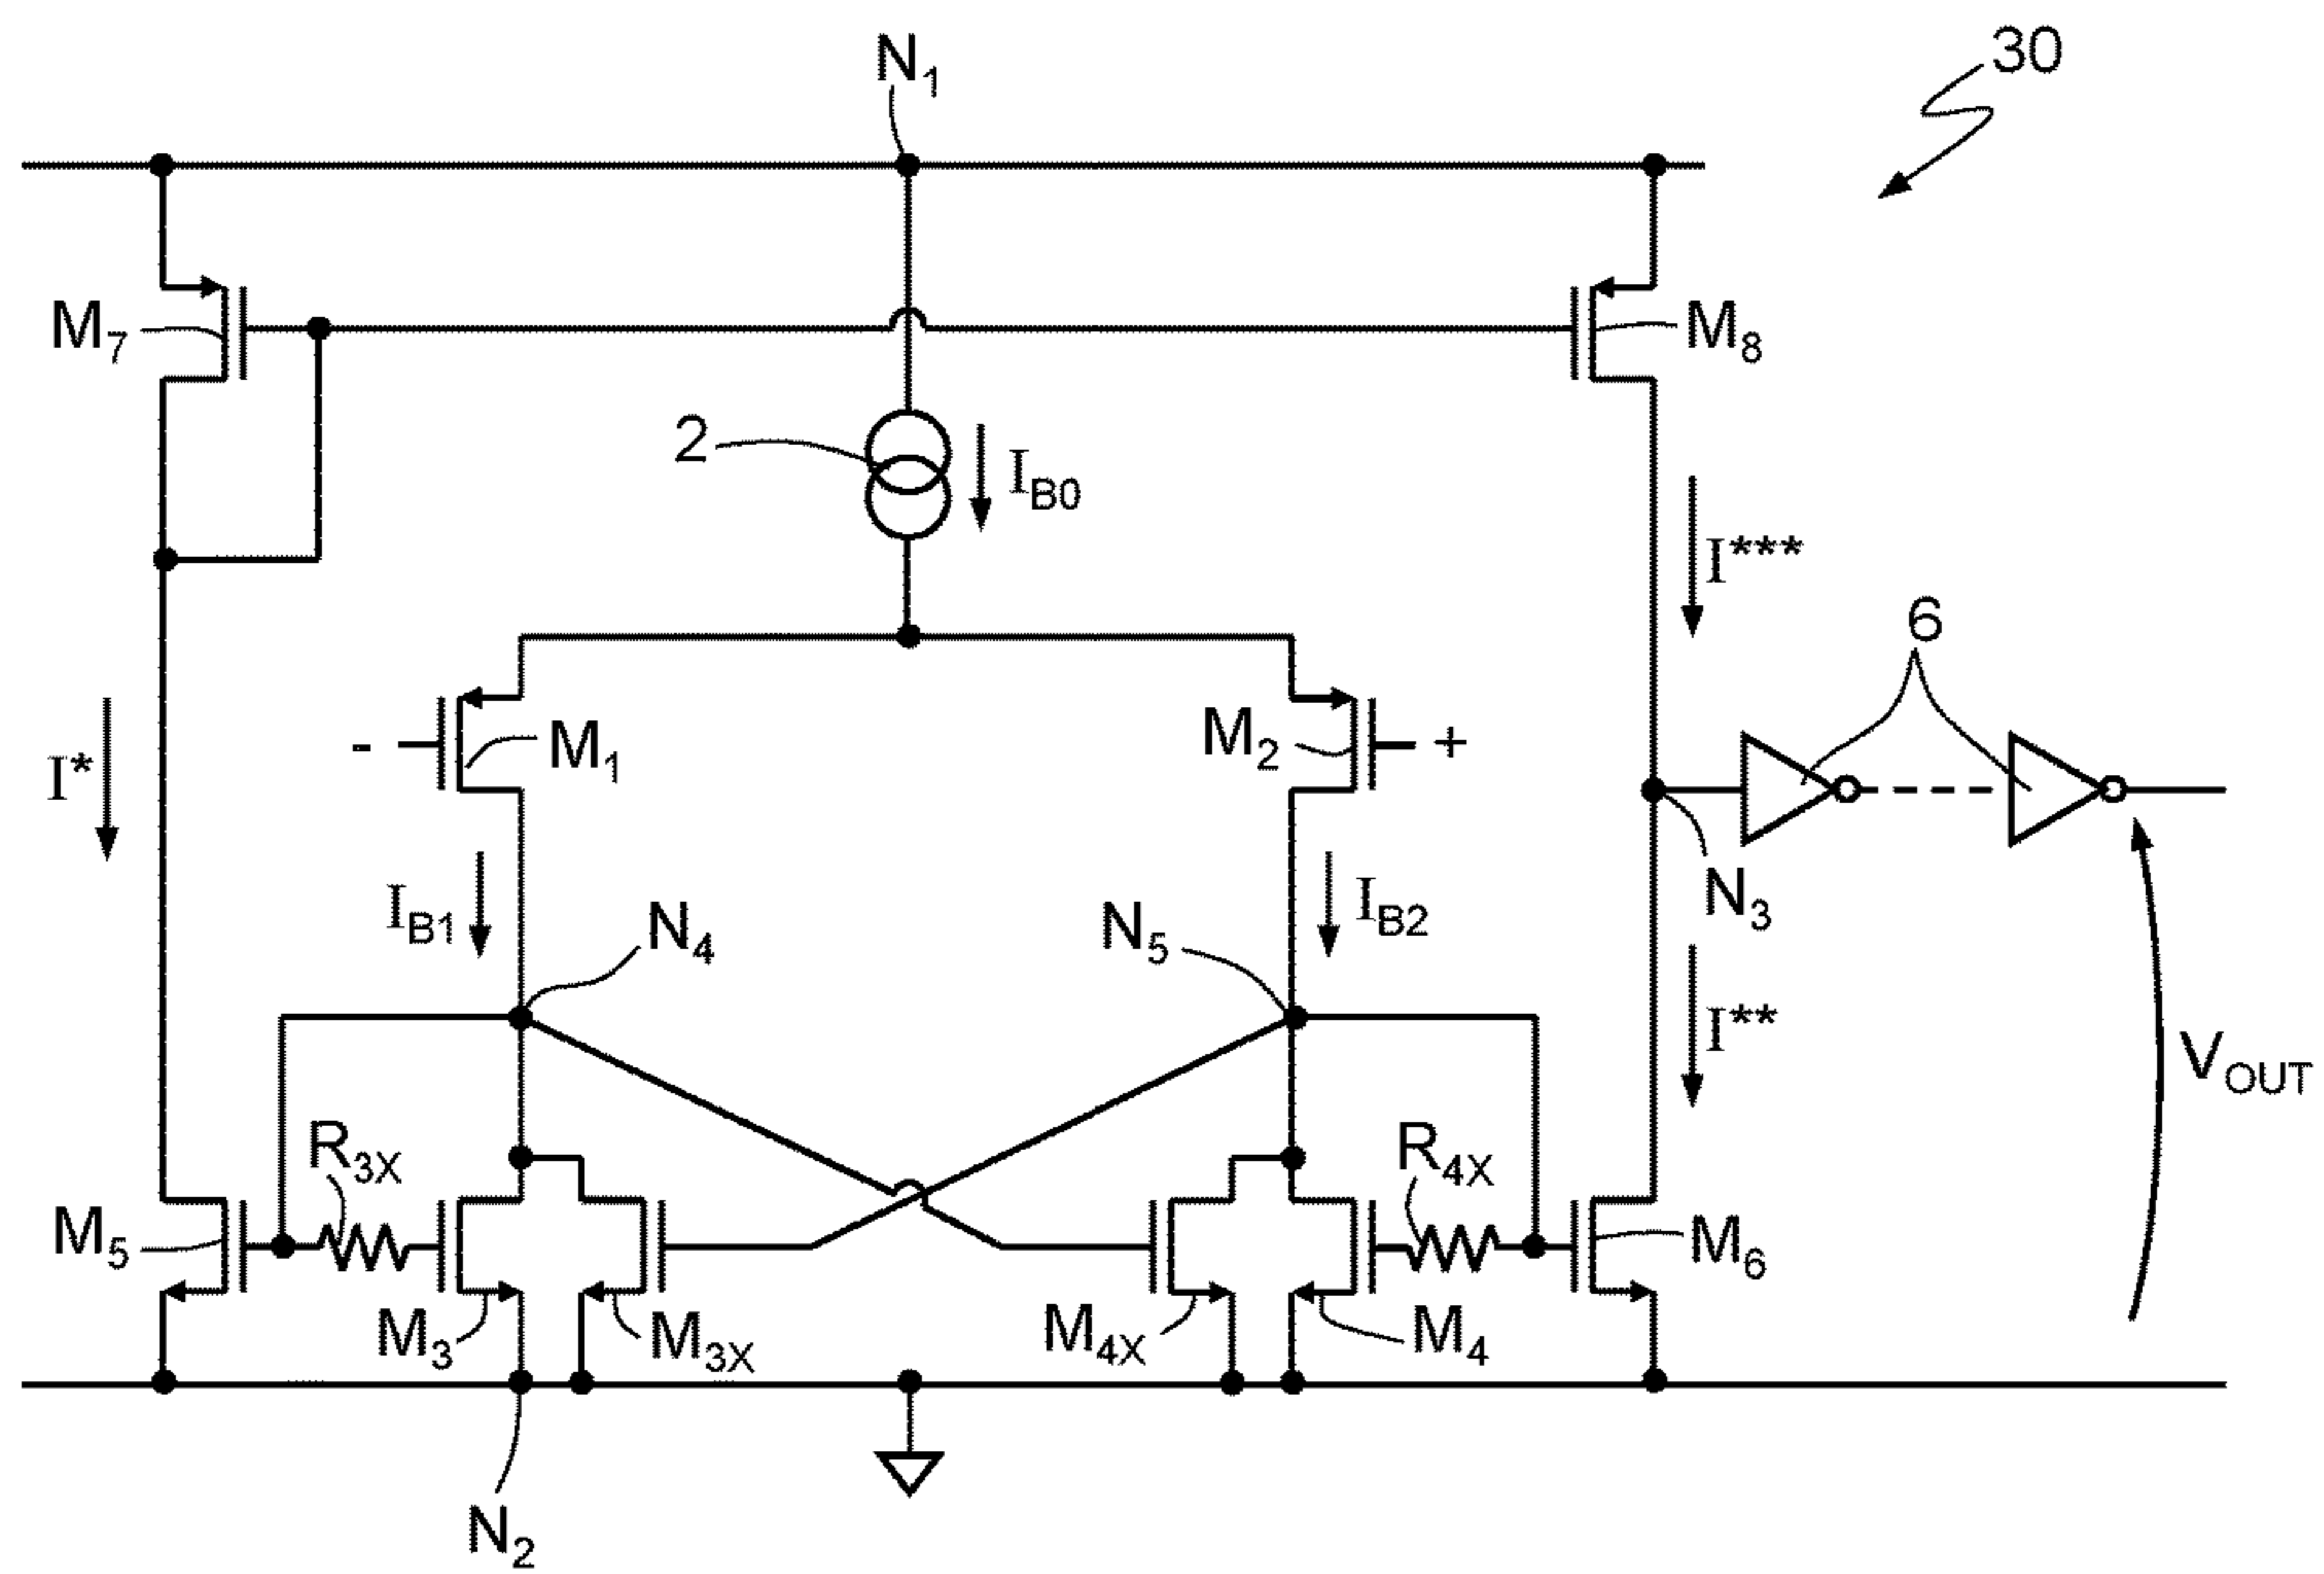 N1
30
M7
M8
2
IB0
I***
6
- M1
M2 +
I*
IB1
N4
N5
IB2
N3
I**
VOUT
R3X
R4X
M5
M6
M3
M3X
M4X
M4
N2